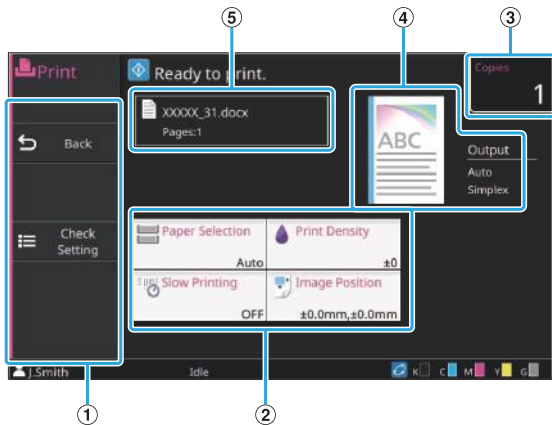 5
4
3
Print
Ready to print.
Copies
1
XXXXX_31.docx
Pages:1
Back
ABC
Output
Auto
Simplex
Check
Setting
Paper Selection
Auto
Print Density
±0
Slow Printing
OFF
Image Position
±0.0mm,±0.0mm
J.Smith
Idle
K C M Y G
1
2